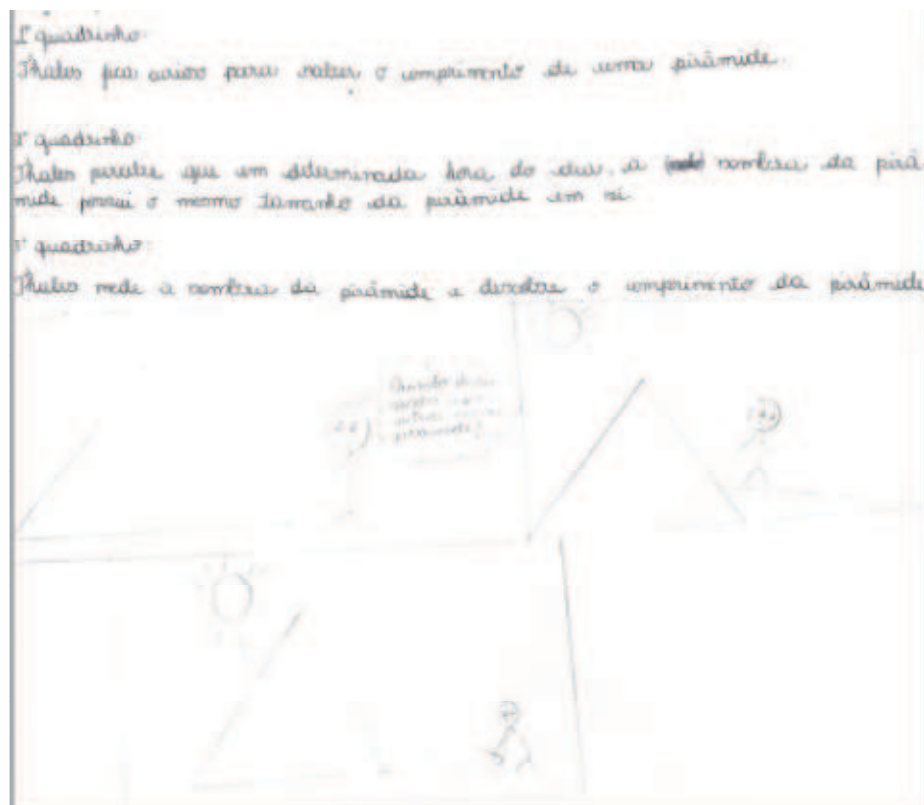 1º quadrinho
Thales fica curioso para saber o comprimento de uma pirâmide.
quadrinho
Thales percebe que em determinada hora do dia, a sombra da pirâ
mide possui o mesmo tamanho da pirâmide em si.
quadrinho
Thales mede a sombra da pirâmide e descobre o comprimento da pirâmide
pirâmide?